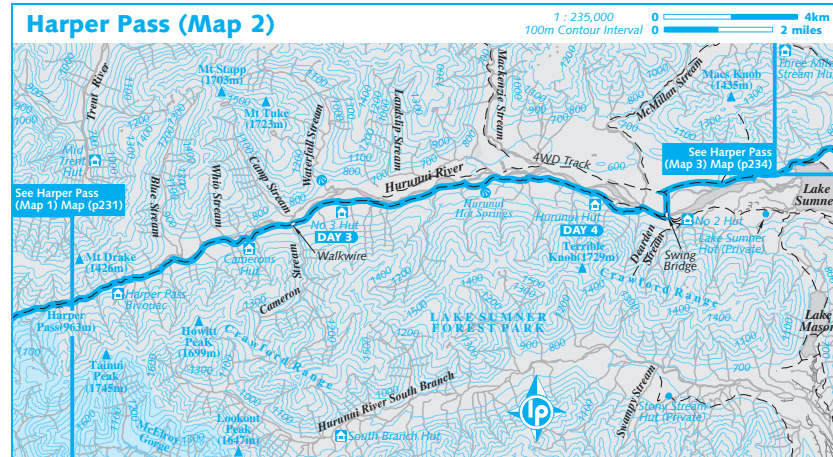 Harper Pass (Map 2)
1 : 235,000
100m Contour Interval
0 4km
0 2 miles
Trent River
Mt Stapp
(1703m)
Mt Tuke
(1723m)
Waterfall Stream
Landslip Stream
Mackenzie Stream
McMillan Stream
Macs Knob
(1435m)
Three Mile
Stream Hut
Mid
Trent
Hut
See Harper Pass
(Map 1) Map (p231)
Blue Stream
Whio Stream
Camp Stream
Hurunui River
4WD Track
See Harper Pass
(Map 3) Map (p234)
Lake
Sumner
Hurunui
Hot Springs
No 3 Hut
DAY 3
Hurunui Hut
DAY 4
No 2 Hut
Lake Sumner
Hut (Private)
Walkwire
Swing
Bridge
Dearden
Stream
Terrible
Knob(1729m)
Mt Drake
(1426m)
Camerons
Hut
Cameron Stream
Harper Pass
Bivouac
Harper
Pass(963m)
Howitt
Peak
(1699m)
Crawford Range
Crawford Range
LAKE SUMNER
FOREST PARK
Lake
Mason
Tainui
Peak
(1745m)
McElroy
Gorge
Lookout
Peak
(1647m)
Hurunui River South Branch
South Branch Hut
lp
Swampy Stream
Stony Stream
Hut (Private)